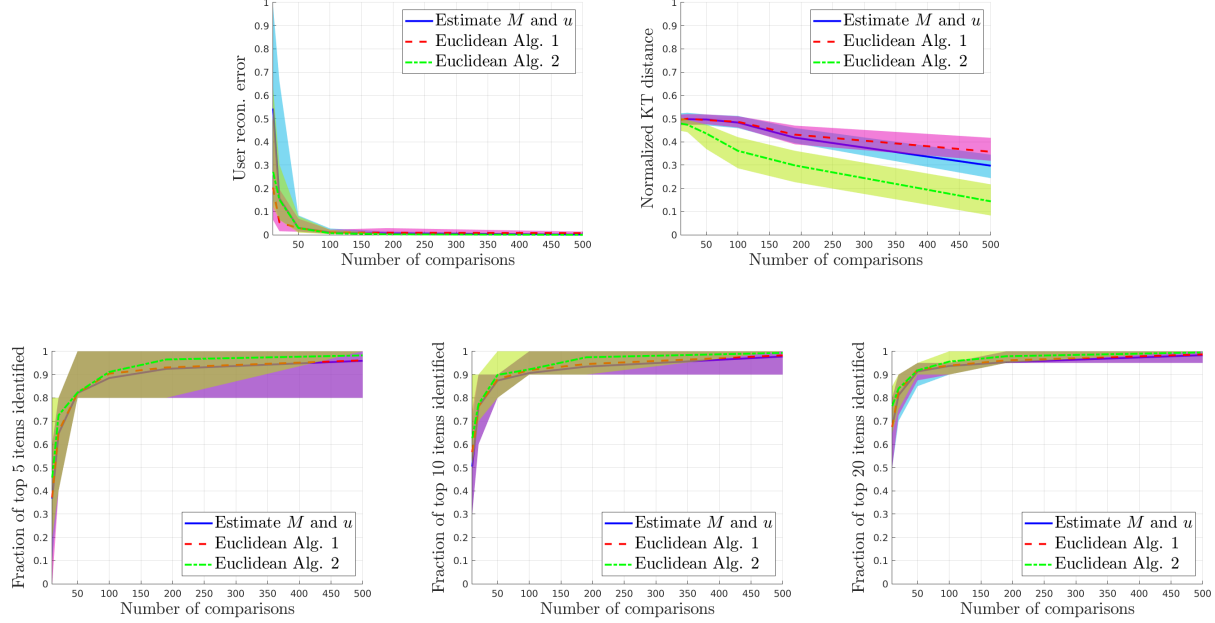 User recon. error
1
0.9
0.8
0.7
0.6
0.5
0.4
0.3
0.2
0.1
0
50 100 150 200 250 300 350 400 450 500
Number of comparisons
Estimate M and u
Euclidean Alg. 1
Euclidean Alg. 2
Normalized KT distance
1
0.9
0.8
0.7
0.6
0.5
0.4
0.3
0.2
0.1
0
50 100 150 200 250 300 350 400 450 500
Number of comparisons
Estimate M and u
Euclidean Alg. 1
Euclidean Alg. 2
Fraction of top 5 items identified
1
0.9
0.8
0.7
0.6
0.5
0.4
0.3
0.2
0.1
0
50 100 150 200 250 300 350 400 450 500
Number of comparisons
Estimate M and u
Euclidean Alg. 1
Euclidean Alg. 2
Fraction of top 10 items identified
1
0.9
0.8
0.7
0.6
0.5
0.4
0.3
0.2
0.1
0
50 100 150 200 250 300 350 400 450 500
Number of comparisons
Estimate M and u
Euclidean Alg. 1
Euclidean Alg. 2
Fraction of top 20 items identified
1
0.9
0.8
0.7
0.6
0.5
0.4
0.3
0.2
0.1
0
50 100 150 200 250 300 350 400 450 500
Number of comparisons
Estimate M and u
Euclidean Alg. 1
Euclidean Alg. 2